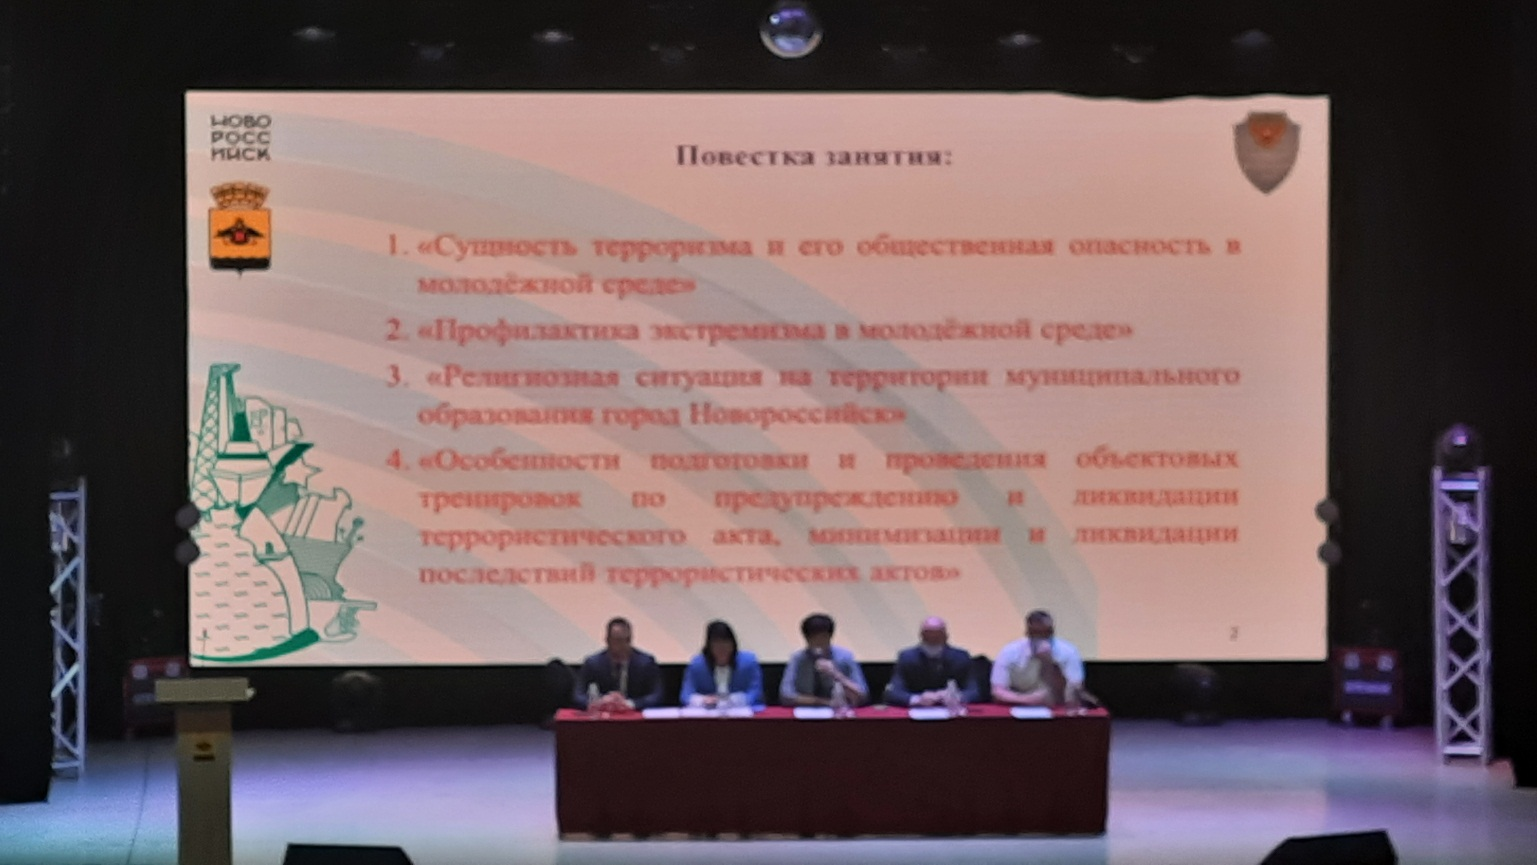 НОВО
РОСС
ИЙСК
Повестка занятия:
1. «Сущность терроризма и его общественная опасность в
молодёжной среде»
2. «Профилактика экстремизма в молодёжной среде»
3. «Религиозная ситуация на территории муниципального
образования город Новороссийск»
4. «Особенности подготовки и проведения объектовых
тренировок по предупреждению и ликвидации
террористического акта, минимизации и ликвидации
последствий террористических актов»
2